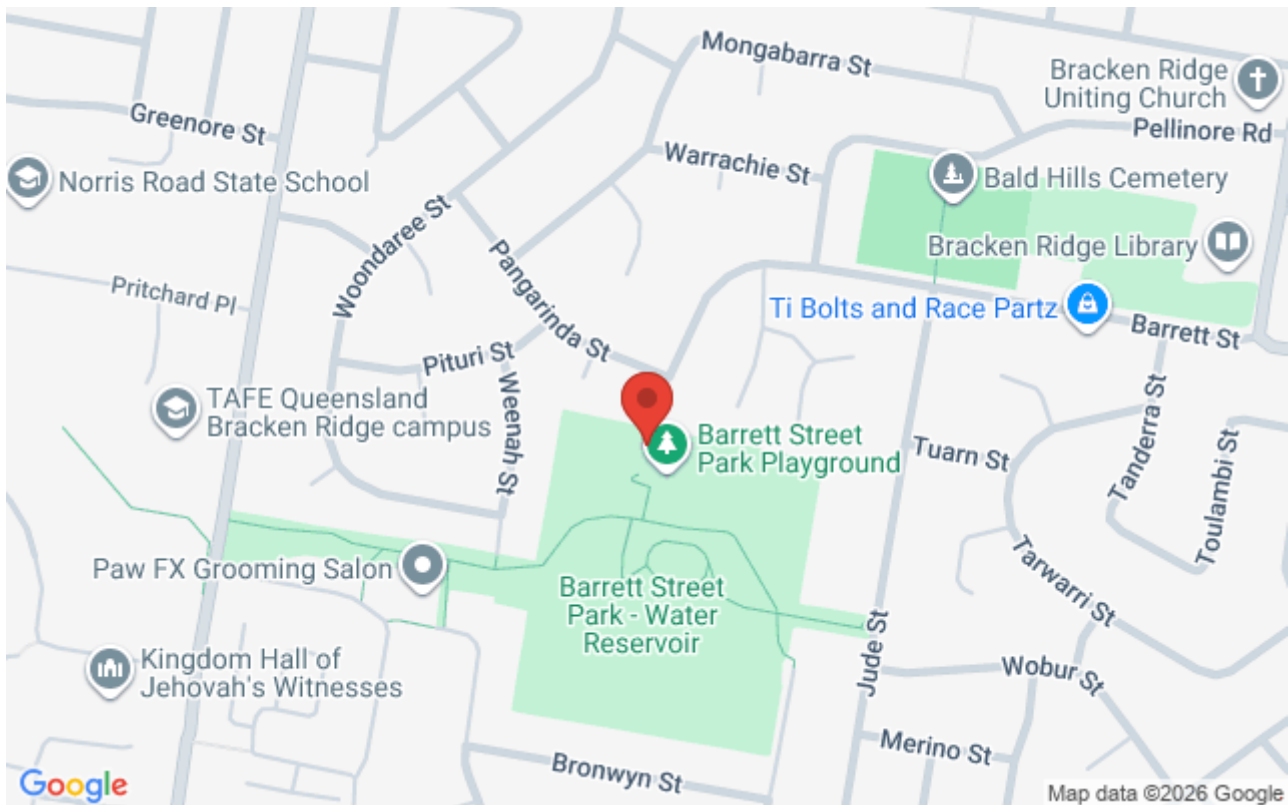 Mongabarra St
Bracken Ridge
Uniting Church
Greenore St
Pellinore Rd
Warrachie St
Norris Road State School
Bald Hills Cemetery
Woondaree St
Pangarinda St
Bracken Ridge Library
Pritchard Pl
Ti Bolts and Race Partz
Barrett St
Pituri St
Weenah St
TAFE Queensland
Bracken Ridge campus
Barrett Street
Park Playground
Tuarn St
Tanderra St
Toulambi St
Paw FX Grooming Salon
Barrett Street
Park - Water
Reservoir
Tarwarri St
Jude St
Kingdom Hall of
Jehovah's Witnesses
Wobur St
Merino St
Bronwyn St
Google
Map data ©2026 Google